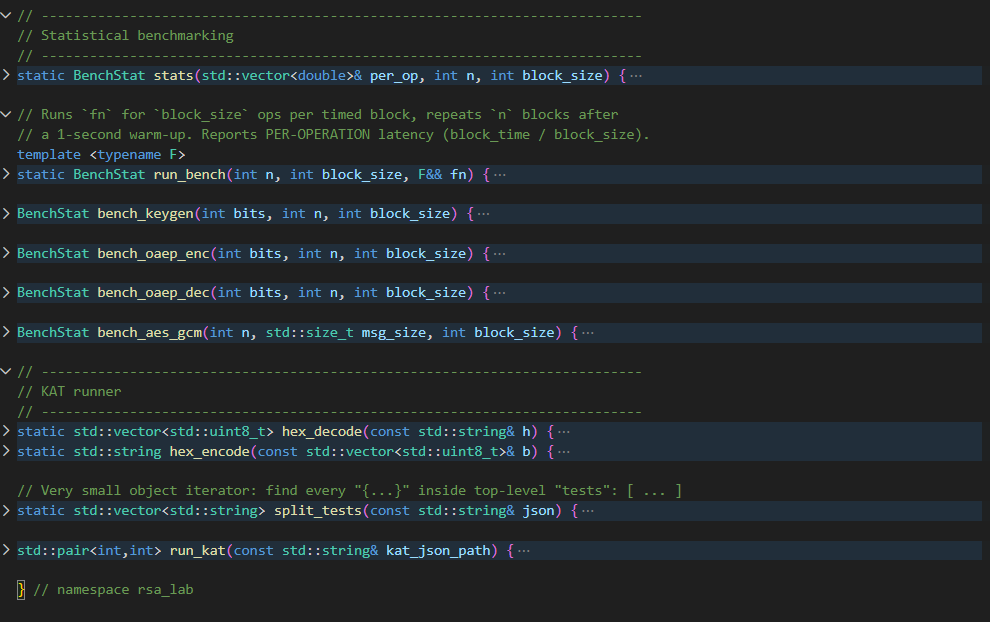 // ---------------------------------------------------------------------------
// Statistical benchmarking
// ---------------------------------------------------------------------------
static BenchStat stats(std::vector<double>& per_op, int n, int block_size) { ···
// Runs `fn` for `block_size` ops per timed block, repeats `n` blocks after
// a 1-second warm-up. Reports PER-OPERATION latency (block_time / block_size).
template <typename F>
static BenchStat run_bench(int n, int block_size, F&& fn) { ···
BenchStat bench_keygen(int bits, int n, int block_size) { ···
BenchStat bench_oaep_enc(int bits, int n, int block_size) { ···
BenchStat bench_oaep_dec(int bits, int n, int block_size) { ···
BenchStat bench_aes_gcm(int n, std::size_t msg_size, int block_size) { ···
// ---------------------------------------------------------------------------
// KAT runner
// ---------------------------------------------------------------------------
static std::vector<std::uint8_t> hex_decode(const std::string& h) { ···
static std::string hex_encode(const std::vector<std::uint8_t>& b) { ···
// Very small object iterator: find every "{...}" inside top-level "tests": [ ... ]
static std::vector<std::string> split_tests(const std::string& json) { ···
std::pair<int,int> run_kat(const std::string& kat_json_path) { ···
} // namespace rsa_lab